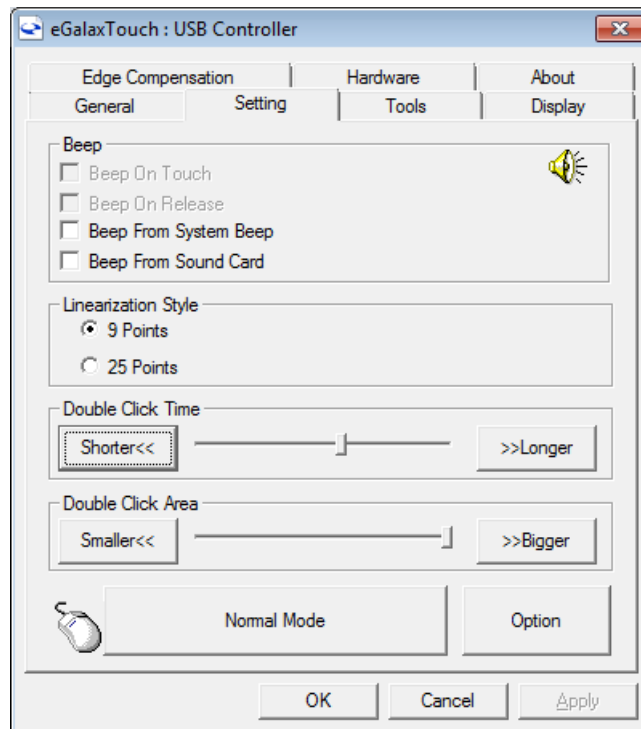 eGalaxTouch : USB Controller
Edge Compensation Hardware About
General Setting Tools Display
Beep
Beep On Touch
Beep On Release
Beep From System Beep
Beep From Sound Card
Linearization Style
9 Points
25 Points
Double Click Time
Shorter<< >>Longer
Double Click Area
Smaller<< >>Bigger
Normal Mode Option
OK Cancel Apply